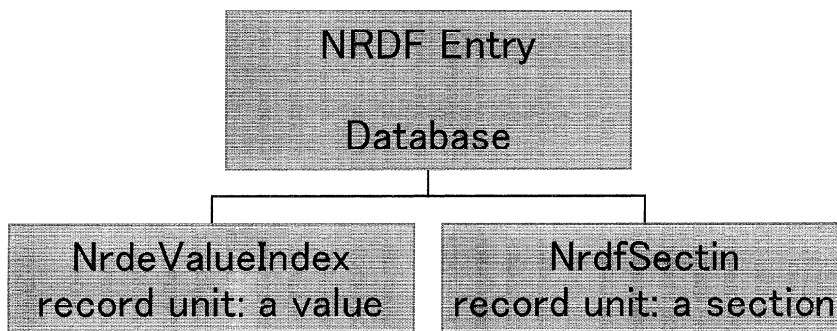 NRDF Entry
Database
NrdeValueIndex
record unit: a value
NrdfSectin
record unit: a section